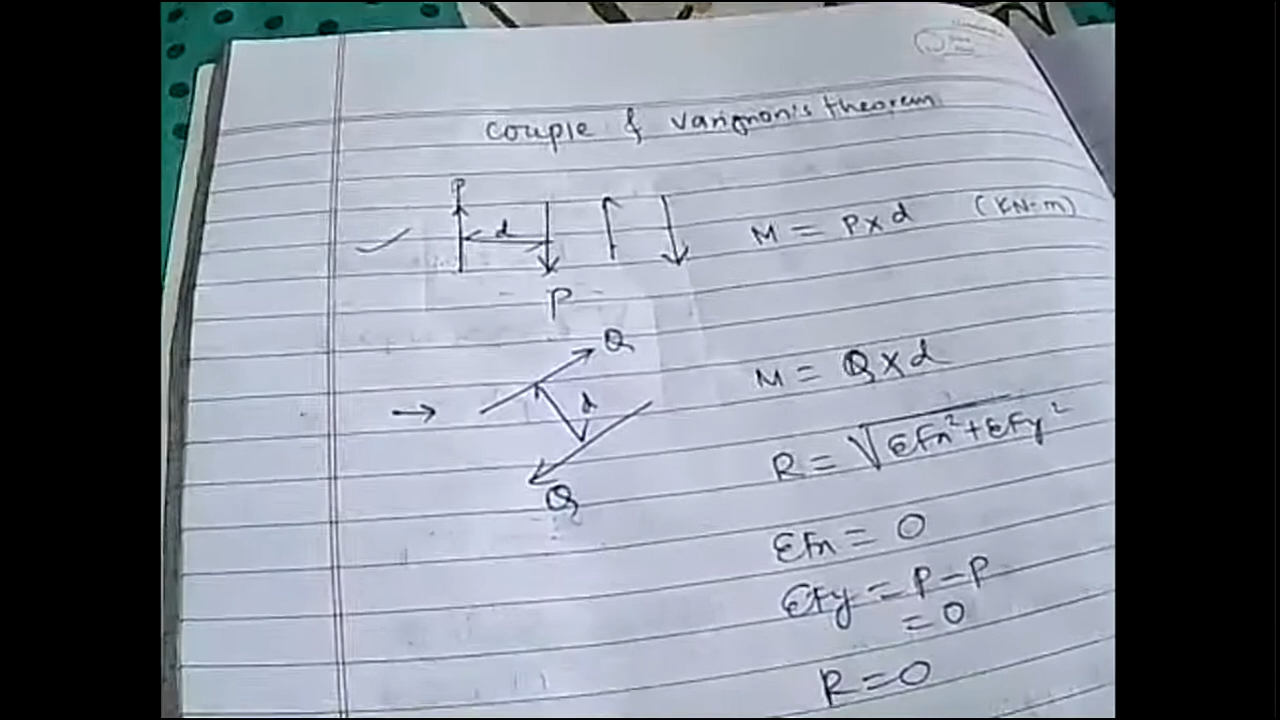 couple & varignon's theorem
P
d
M = P x d (KN-m)
P
Q
d
M = Q x d
R = √ΣFx² + ΣFy²
Q
ΣFx = 0
ΣFy = P - P
= 0
R = 0